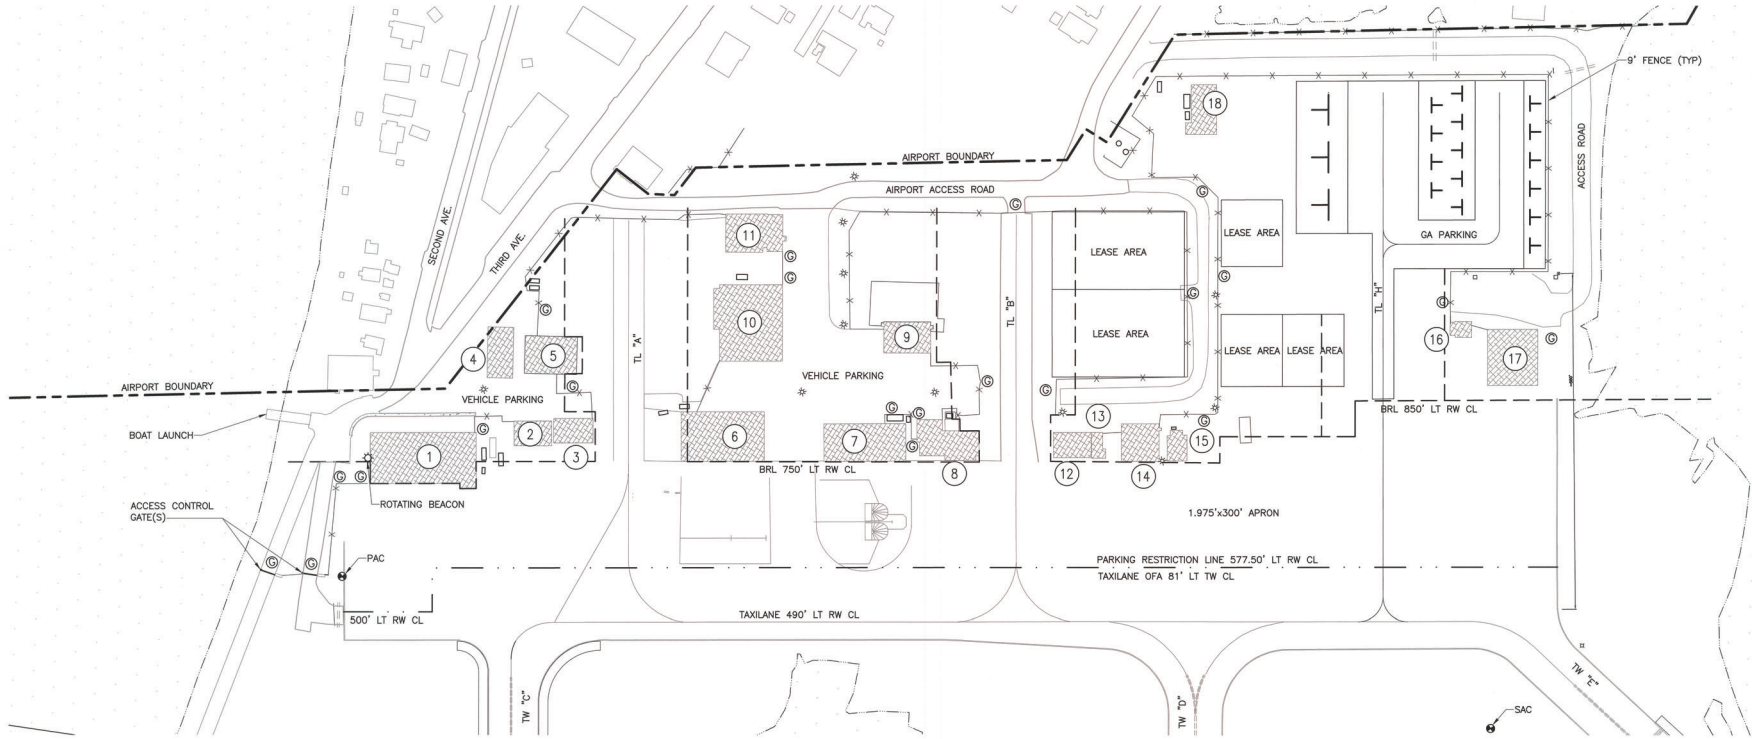 9' FENCE (TYP)
18
AIRPORT BOUNDARY
ACCESS ROAD
AIRPORT ACCESS ROAD
G
G
SECOND AVE.
THIRD AVE.
11
LEASE AREA
GA PARKING
LEASE AREA
G
G
G
G
10
TL "A"
TL "B"
TL "H"
G
G
G
9
LEASE AREA
16
17
G
4
5
LEASE AREA
LEASE AREA
AIRPORT BOUNDARY
G
VEHICLE PARKING
G
G
VEHICLE PARKING
BRL 850' LT RW CL
BOAT LAUNCH
G
2
6
7
G
G
G
13
G
15
1
3
BRL 750' LT RW CL
8
12
14
G
G
ROTATING BEACON
ACCESS CONTROL
GATE(S)
1.975'x300' APRON
G
G
PAC
PARKING RESTRICTION LINE 577.50' LT RW CL
TAXILANE OFA 81' LT TW CL
500' LT RW CL
TAXILANE 490' LT RW CL
TW "C"
TW "D"
TW "E"
SAC